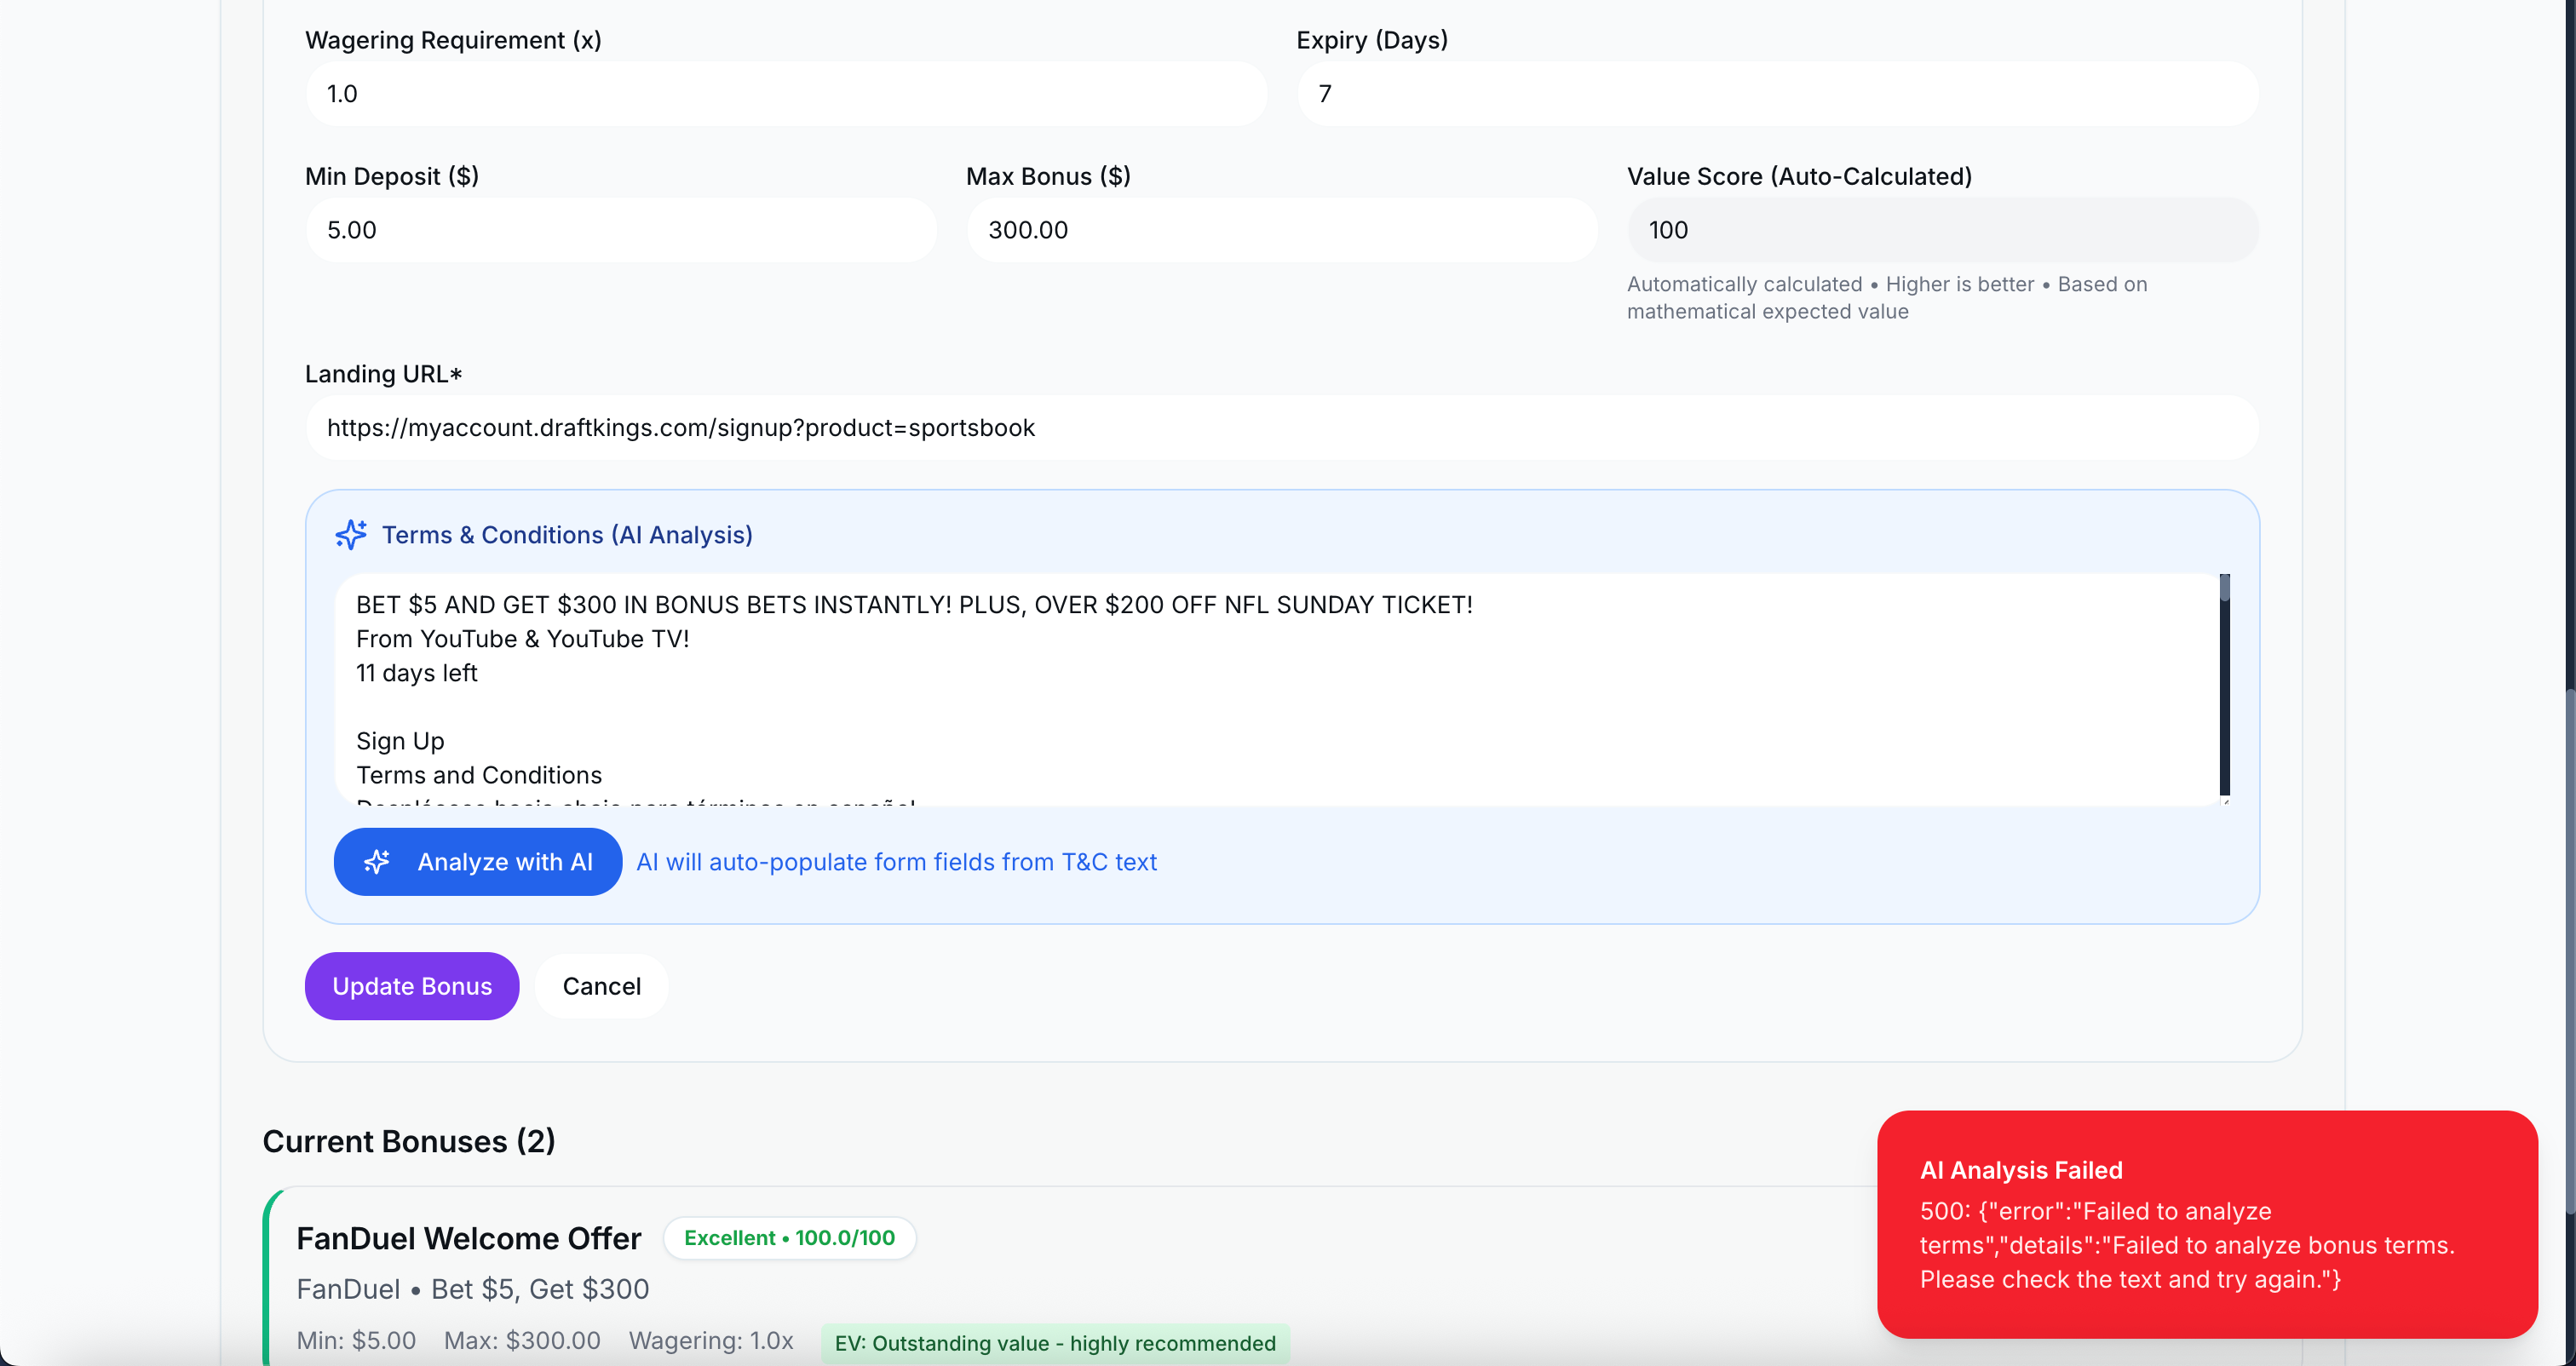 Wagering Requirement (x)
Expiry (Days)
1.0
7
Min Deposit ($)
Max Bonus ($)
Value Score (Auto-Calculated)
5.00
300.00
100
Automatically calculated • Higher is better • Based on
mathematical expected value
Landing URL*
https://myaccount.draftkings.com/signup?product=sportsbook
Terms & Conditions (AI Analysis)
BET $5 AND GET $300 IN BONUS BETS INSTANTLY! PLUS, OVER $200 OFF NFL SUNDAY TICKET!
From YouTube & YouTube TV!
11 days left
Sign Up
Terms and Conditions
Desplácese hacia abajo para términos en español
Analyze with AI
AI will auto-populate form fields from T&C text
Update Bonus
Cancel
Current Bonuses (2)
FanDuel Welcome Offer
Excellent • 100.0/100
FanDuel • Bet $5, Get $300
Min: $5.00
Max: $300.00
Wagering: 1.0x
EV: Outstanding value - highly recommended
AI Analysis Failed
500: {"error":"Failed to analyze
terms","details":"Failed to analyze bonus terms.
Please check the text and try again."}